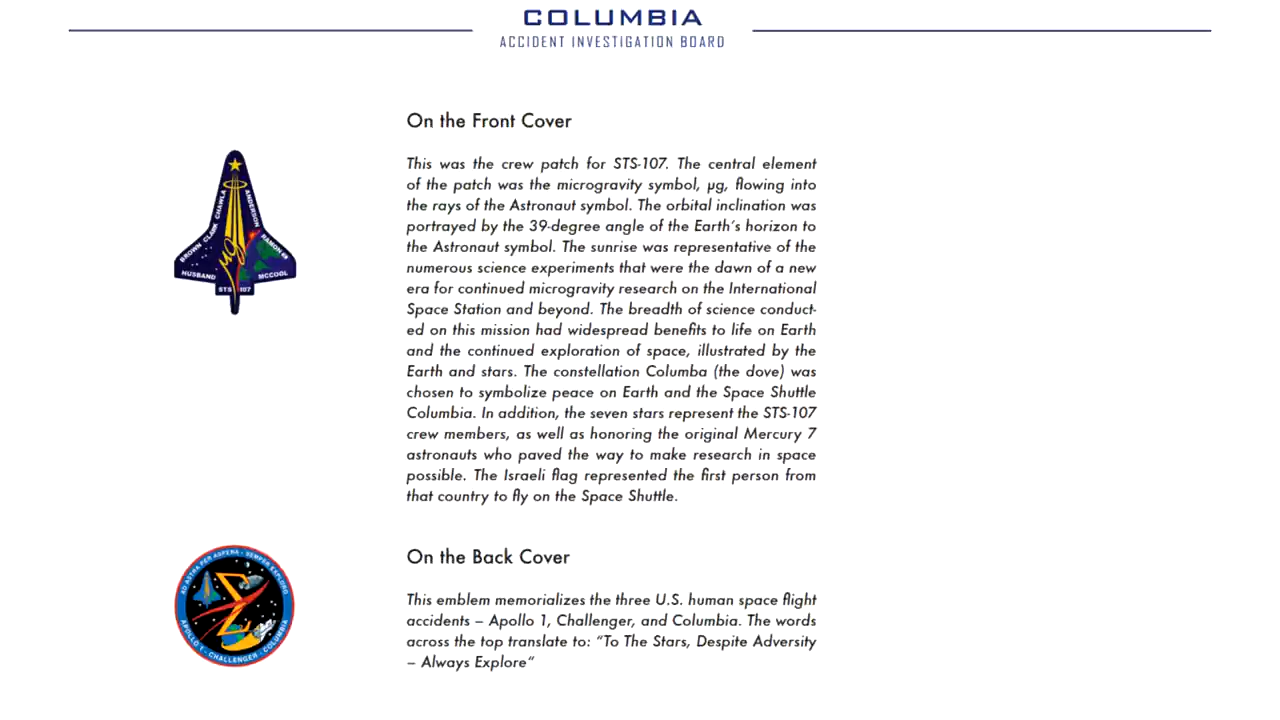 COLUMBIA
ACCIDENT INVESTIGATION BOARD
On the Front Cover
This was the crew patch for STS-107. The central element
of the patch was the microgravity symbol, µg, flowing into
the rays of the Astronaut symbol. The orbital inclination was
portrayed by the 39-degree angle of the Earth's horizon to
the Astronaut symbol. The sunrise was representative of the
numerous science experiments that were the dawn of a new
era for continued microgravity research on the International
Space Station and beyond. The breadth of science conduct-
ed on this mission had widespread benefits to life on Earth
and the continued exploration of space, illustrated by the
Earth and stars. The constellation Columba (the dove) was
chosen to symbolize peace on Earth and the Space Shuttle
Columbia. In addition, the seven stars represent the STS-107
crew members, as well as honoring the original Mercury 7
astronauts who paved the way to make research in space
possible. The Israeli flag represented the first person from
that country to fly on the Space Shuttle.
BROWN CLARK CHAWLA
ANDERSON RAMON
HUSBAND
MCCOOL
STS 107
µg
On the Back Cover
This emblem memorializes the three U.S. human space flight
accidents – Apollo 1, Challenger, and Columbia. The words
across the top translate to: "To The Stars, Despite Adversity
– Always Explore"
AD ASTRA PER ASPERA - SEMPER EXPLORO
APOLLO 1 - CHALLENGER - COLUMBIA